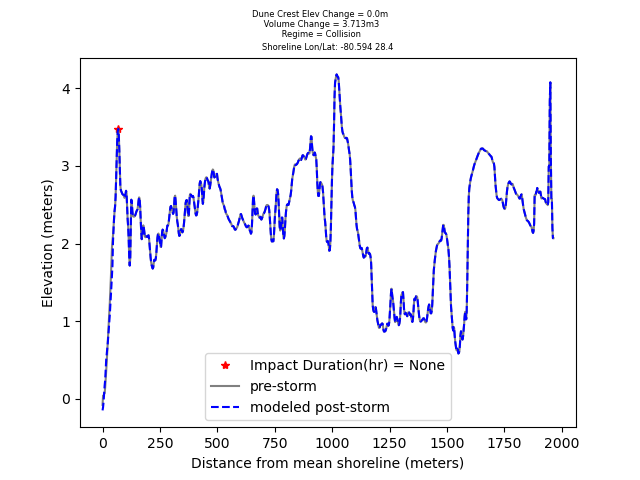 Dune Crest Elev Change = 0.0m
Volume Change = 3.713m3
Regime = Collision
Shoreline Lon/Lat: -80.594 28.4
Elevation (meters)
4
3
2
1
0
Impact Duration(hr) = None
pre-storm
modeled post-storm
0 250 500 750 1000 1250 1500 1750 2000
Distance from mean shoreline (meters)